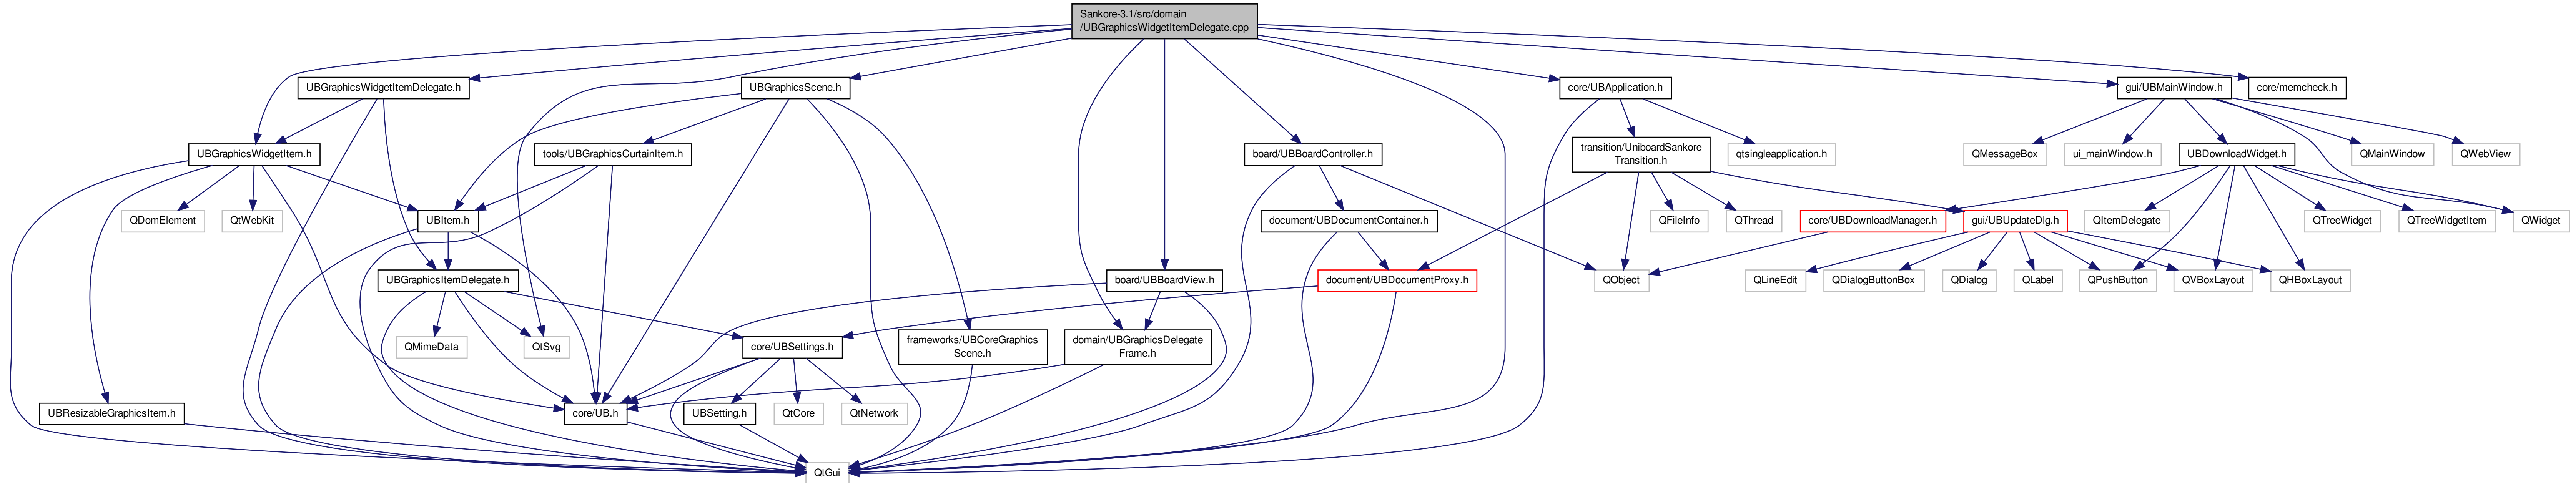 Sankore-3.1/src/domain
/UBGraphicsWidgetItemDelegate.cpp
UBGraphicsWidgetItemDelegate.h
UBGraphicsScene.h
core/UBApplication.h
gui/UBMainWindow.h
core/memcheck.h
UBGraphicsWidgetItem.h
tools/UBGraphicsCurtainItem.h
board/UBBoardController.h
transition/UniboardSankore
Transition.h
qtsingleapplication.h
QMessageBox
ui_mainWindow.h
UBDownloadWidget.h
QMainWindow
QWebView
QDomElement
QtWebKit
UBItem.h
document/UBDocumentContainer.h
QFileInfo
QThread
core/UBDownloadManager.h
gui/UBUpdateDlg.h
QItemDelegate
QTreeWidget
QTreeWidgetItem
QWidget
UBGraphicsItemDelegate.h
board/UBBoardView.h
document/UBDocumentProxy.h
QObject
QLineEdit
QDialogButtonBox
QDialog
QLabel
QPushButton
QVBoxLayout
QHBoxLayout
QMimeData
QtSvg
core/UBSettings.h
frameworks/UBCoreGraphics
Scene.h
domain/UBGraphicsDelegate
Frame.h
UBResizableGraphicsItem.h
core/UB.h
UBSetting.h
QtCore
QtNetwork
QtGui